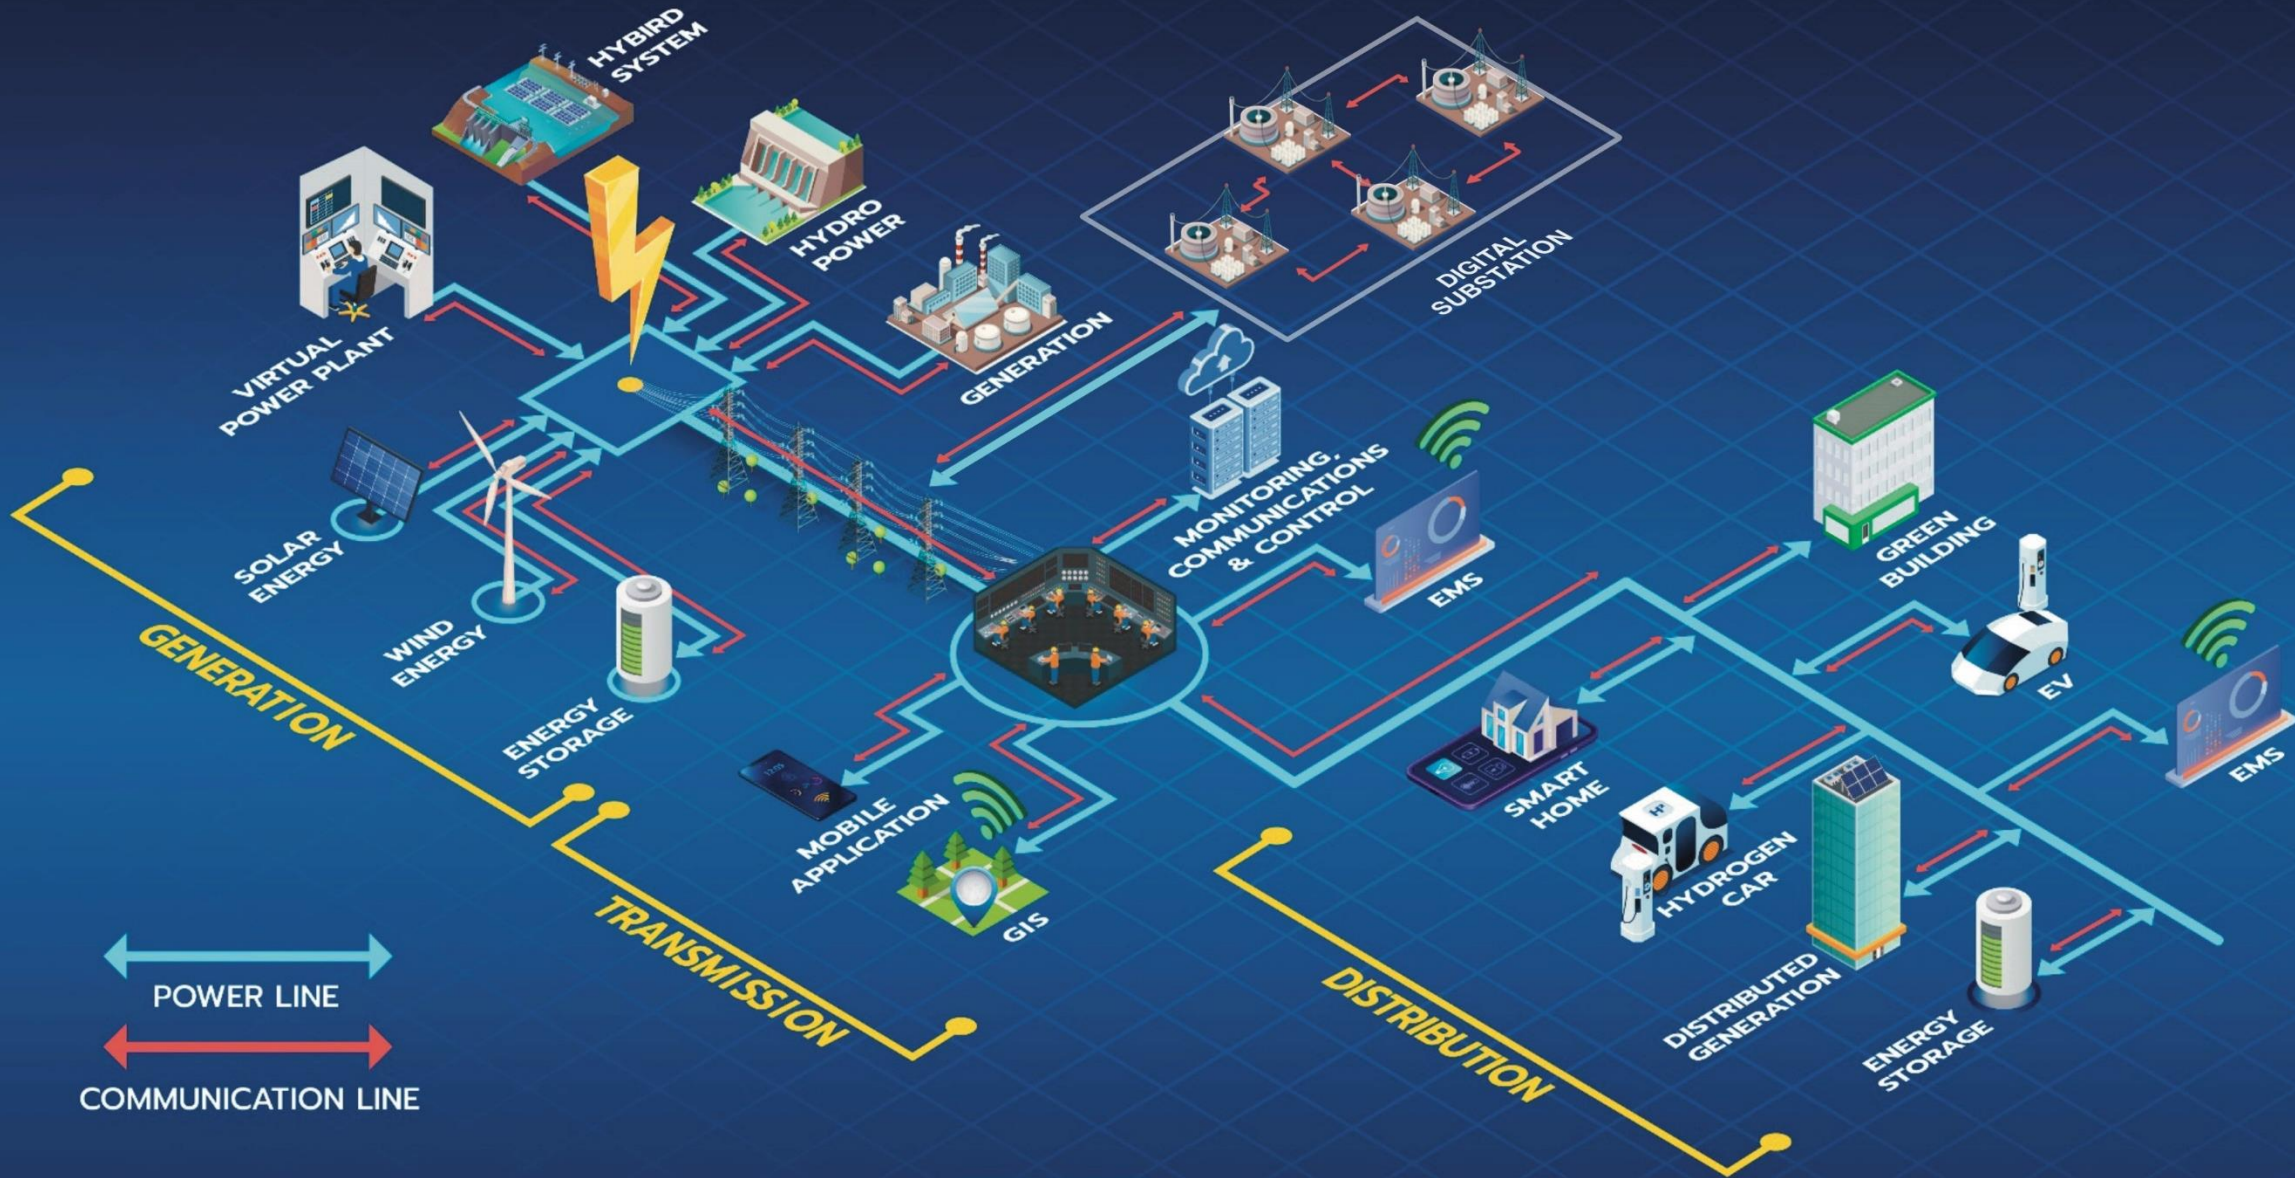 HYBIRD
SYSTEM
HYDRO
POWER
VIRTUAL
POWER PLANT
GENERATION
DIGITAL
SUBSTATION
SOLAR
ENERGY
WIND
ENERGY
ENERGY
STORAGE
MONITORING,
COMMUNICATIONS
& CONTROL
EMS
GREEN
BUILDING
EV
EMS
SMART
HOME
HYDROGEN
CAR
MOBILE
APPLICATION
GIS
DISTRIBUTED
GENERATION
ENERGY
STORAGE
GENERATION
TRANSMISSION
DISTRIBUTION
POWER LINE
COMMUNICATION LINE